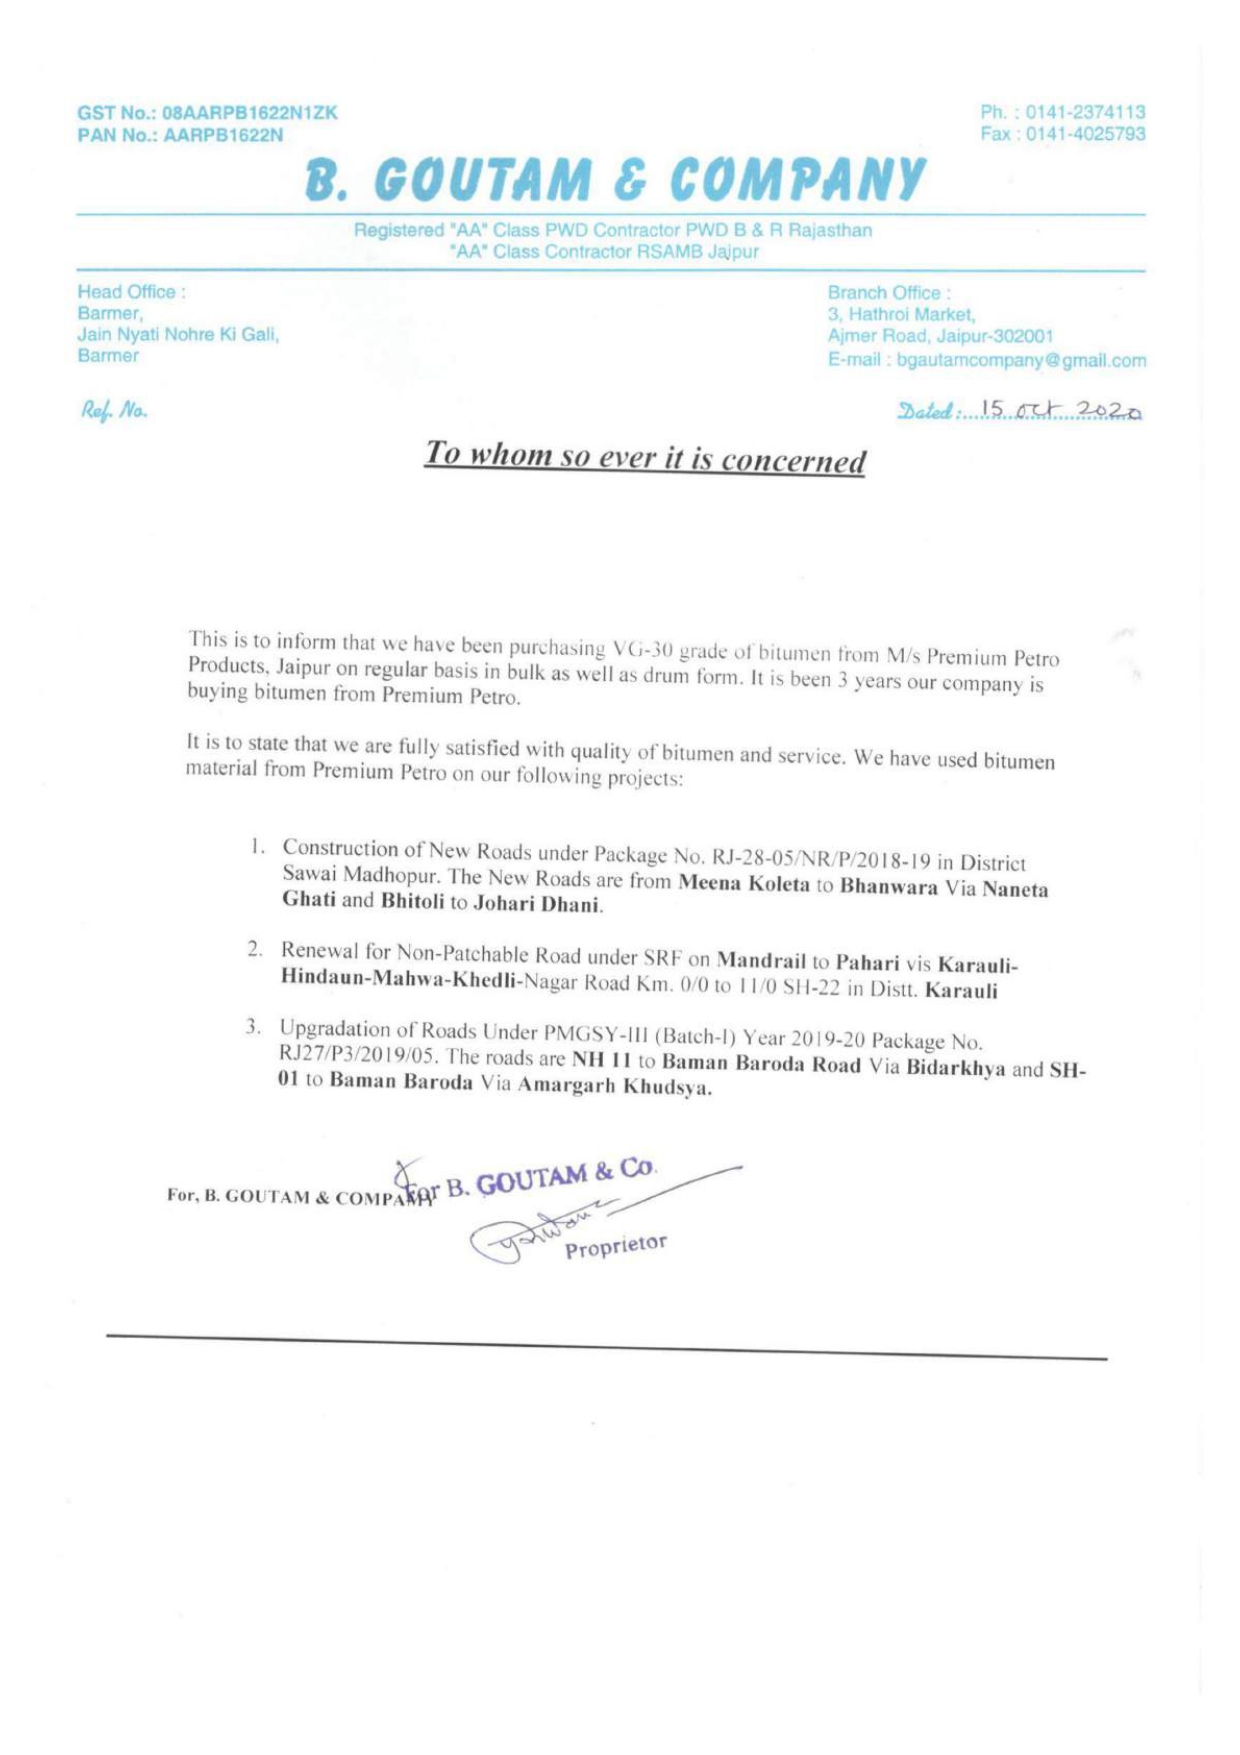 GST No.: 08AARPB1622N1ZK
PAN No.: AARPB1622N
Ph. : 0141-2374113
Fax : 0141-4025793
B. GOUTAM & COMPANY
Registered "AA" Class PWD Contractor PWD B & R Rajasthan
"AA" Class Contractor RSAMB Jaipur
Head Office :
Barmer,
Jain Nyati Nohre Ki Gali,
Barmer
Branch Office :
3, Hathroi Market,
Ajmer Road, Jaipur-302001
E-mail : bgautamcompany@gmail.com
Ref. No.
Dated: 15 oct 2020
To whom so ever it is concerned
This is to inform that we have been purchasing VG-30 grade of bitumen from M/s Premium Petro
Products, Jaipur on regular basis in bulk as well as drum form. It is been 3 years our company is
buying bitumen from Premium Petro.
It is to state that we are fully satisfied with quality of bitumen and service. We have used bitumen
material from Premium Petro on our following projects:
1. Construction of New Roads under Package No. RJ-28-05/NR/P/2018-19 in District
Sawai Madhopur. The New Roads are from Meena Koleta to Bhanwara Via Naneta
Ghati and Bhitoli to Johari Dhani.
2. Renewal for Non-Patchable Road under SRF on Mandrail to Pahari vis Karauli-
Hindaun-Mahwa-Khedli-Nagar Road Km. 0/0 to 11/0 SH-22 in Distt. Karauli
3. Upgradation of Roads Under PMGSY-III (Batch-I) Year 2019-20 Package No.
RJ27/P3/2019/05. The roads are NH 11 to Baman Baroda Road Via Bidarkhya and SH-
01 to Baman Baroda Via Amargarh Khudsya.
For, B. GOUTAM & COMPANY
For B. GOUTAM & Co.
Proprietor